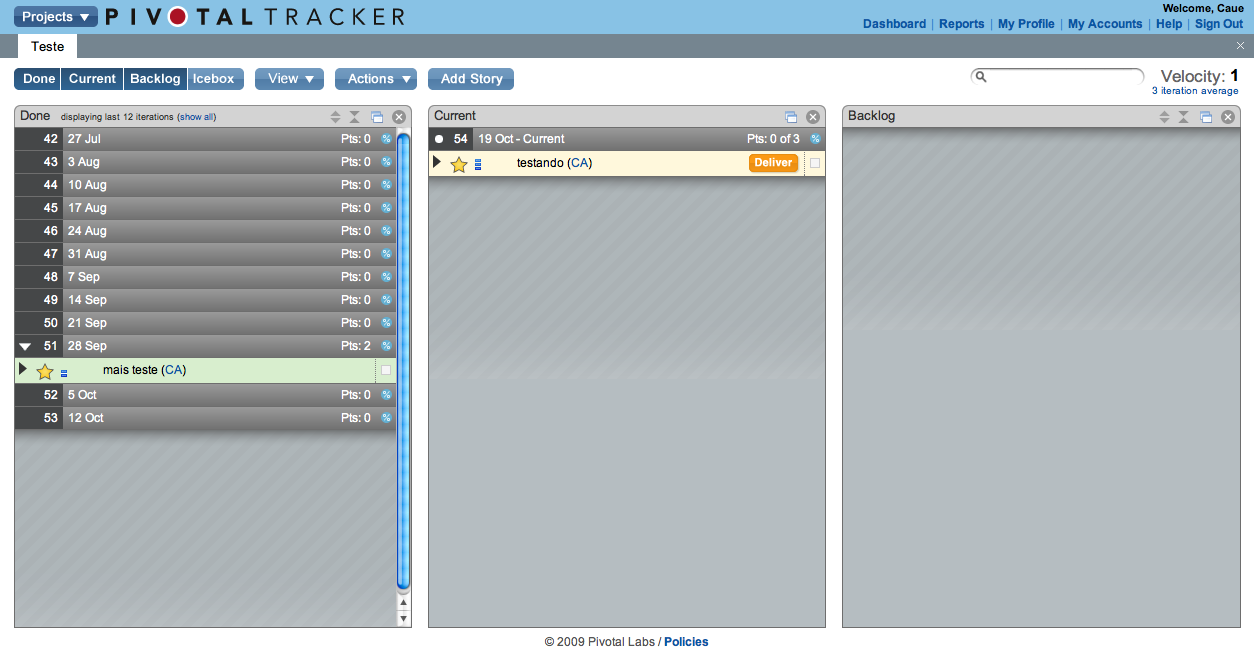 Projects ▼ PIVOTAL TRACKER
Welcome, Caue
Dashboard | Reports | My Profile | My Accounts | Help | Sign Out
Teste
Done Current Backlog Icebox View ▼ Actions ▼ Add Story
Velocity: 1
3 iteration average
Done displaying last 12 iterations (show all)
42 27 Jul Pts: 0 %
43 3 Aug Pts: 0 %
44 10 Aug Pts: 0 %
45 17 Aug Pts: 0 %
46 24 Aug Pts: 0 %
47 31 Aug Pts: 0 %
48 7 Sep Pts: 0 %
49 14 Sep Pts: 0 %
50 21 Sep Pts: 0 %
51 28 Sep Pts: 2 %
mais teste (CA)
52 5 Oct Pts: 0 %
53 12 Oct Pts: 0 %
Current
54 19 Oct - Current Pts: 0 of 3 %
testando (CA) Deliver
Backlog
© 2009 Pivotal Labs / Policies